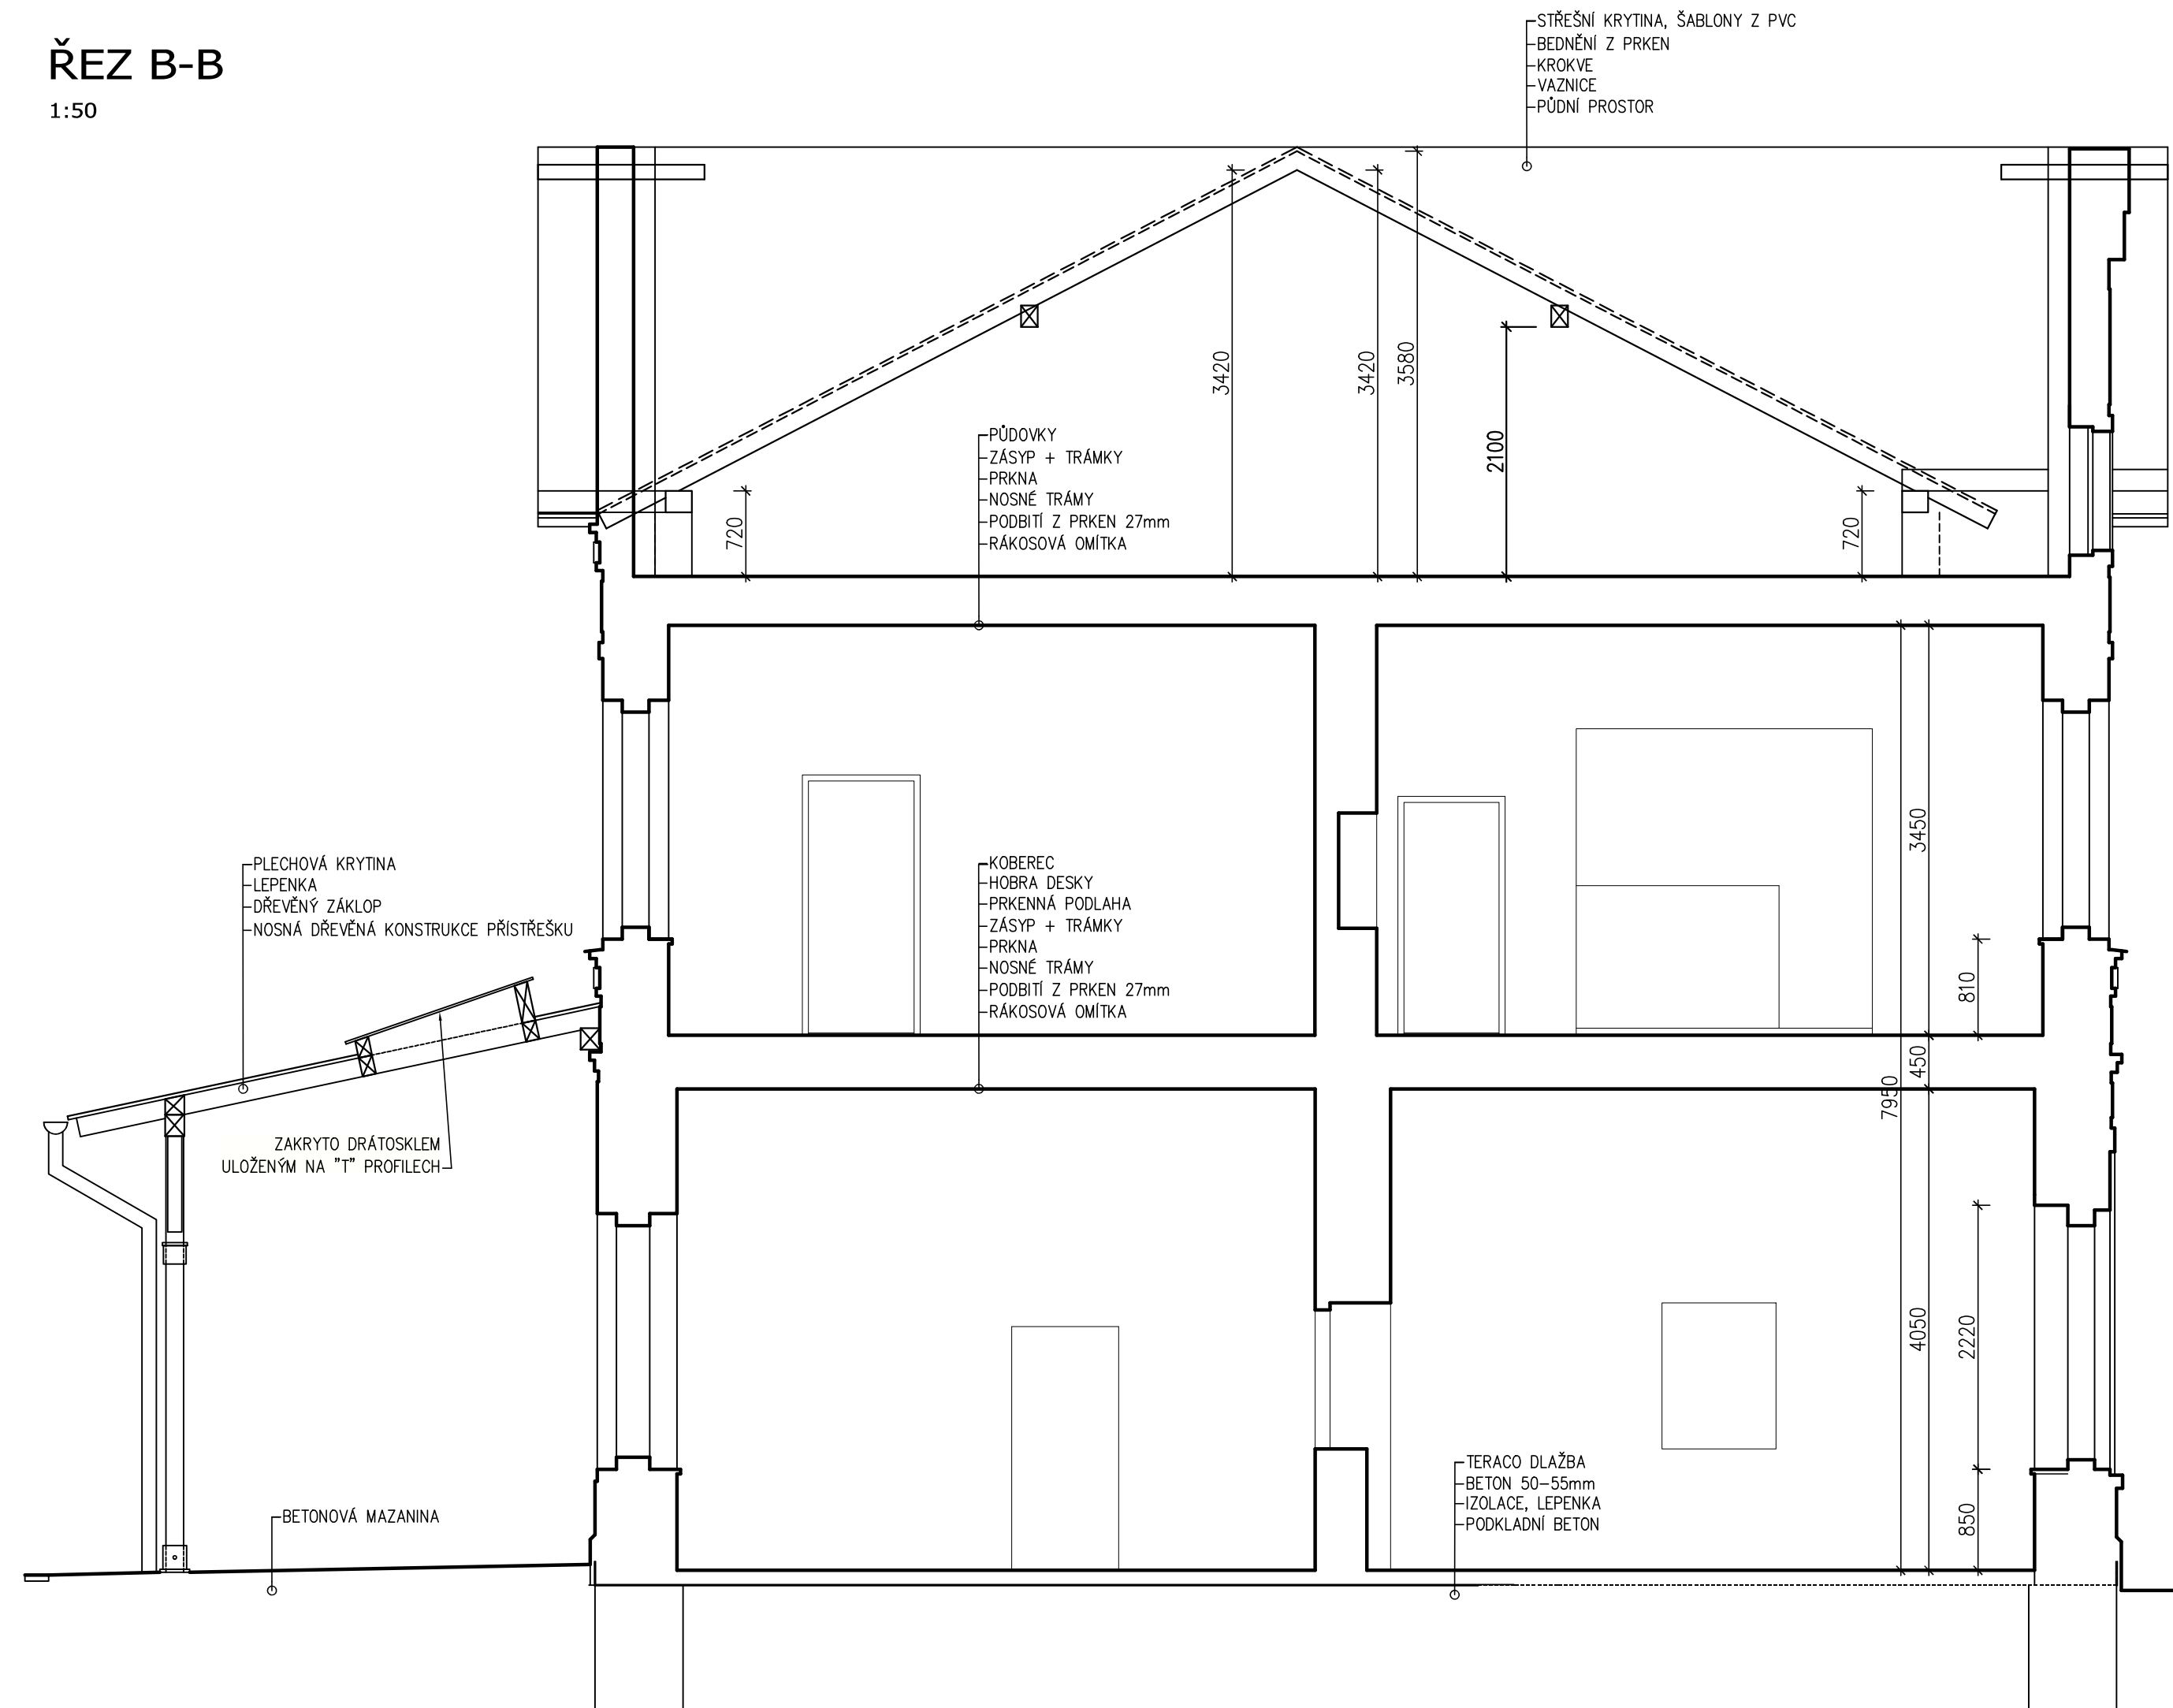 ŘEZ B-B
1:50
STŘEŠNÍ KRYTINA, ŠABLONY Z PVC
BEDNĚNÍ Z PRKEN
KROKVE
VAZNICE
PŮDNÍ PROSTOR
3420
3420
3580
2100
720
720
PŮDOVKY
ZÁSYP + TRÁMKY
PRKNA
NOSNÉ TRÁMY
PODBITÍ Z PRKEN 27mm
RÁKOSOVÁ OMÍTKA
PLECHOVÁ KRYTINA
LEPENKA
DŘEVĚNÝ ZÁKLOP
NOSNÁ DŘEVĚNÁ KONSTRUKCE PŘÍSTŘEŠKU
KOBEREC
HOBRA DESKY
PRKENNÁ PODLAHA
ZÁSYP + TRÁMKY
PRKNA
NOSNÉ TRÁMY
PODBITÍ Z PRKEN 27mm
RÁKOSOVÁ OMÍTKA
3450
810
450
7950
ZAKRYTO DRÁTOSKLEM
ULOŽENÝM NA "T" PROFILECH
4050
2220
850
TERACO DLAŽBA
BETON 50-55mm
IZOLACE, LEPENKA
PODKLADNÍ BETON
BETONOVÁ MAZANINA